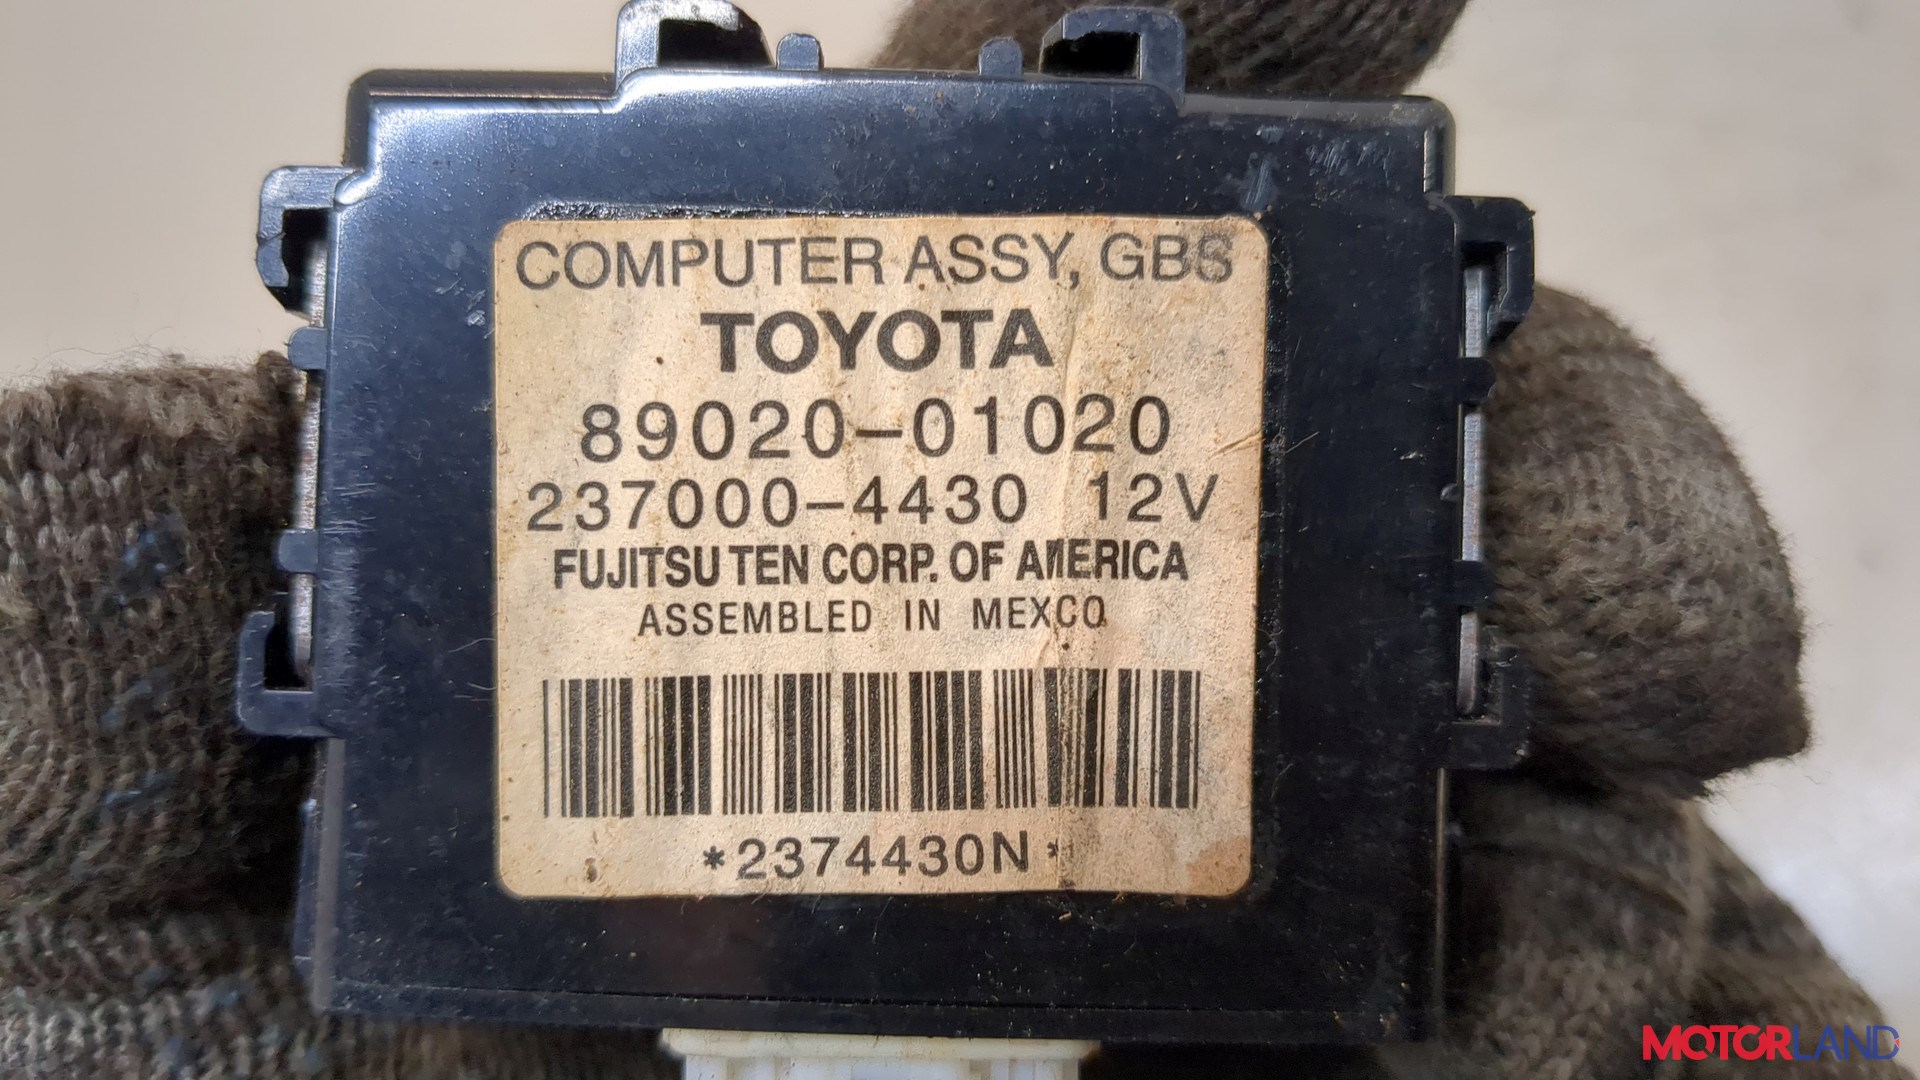 COMPUTER ASSY, GBS
TOYOTA
89020-01020
237000-4430 12V
FUJITSU TEN CORP. OF AMERICA
ASSEMBLED IN MEXCO
*2374430N*
MOTORLAND